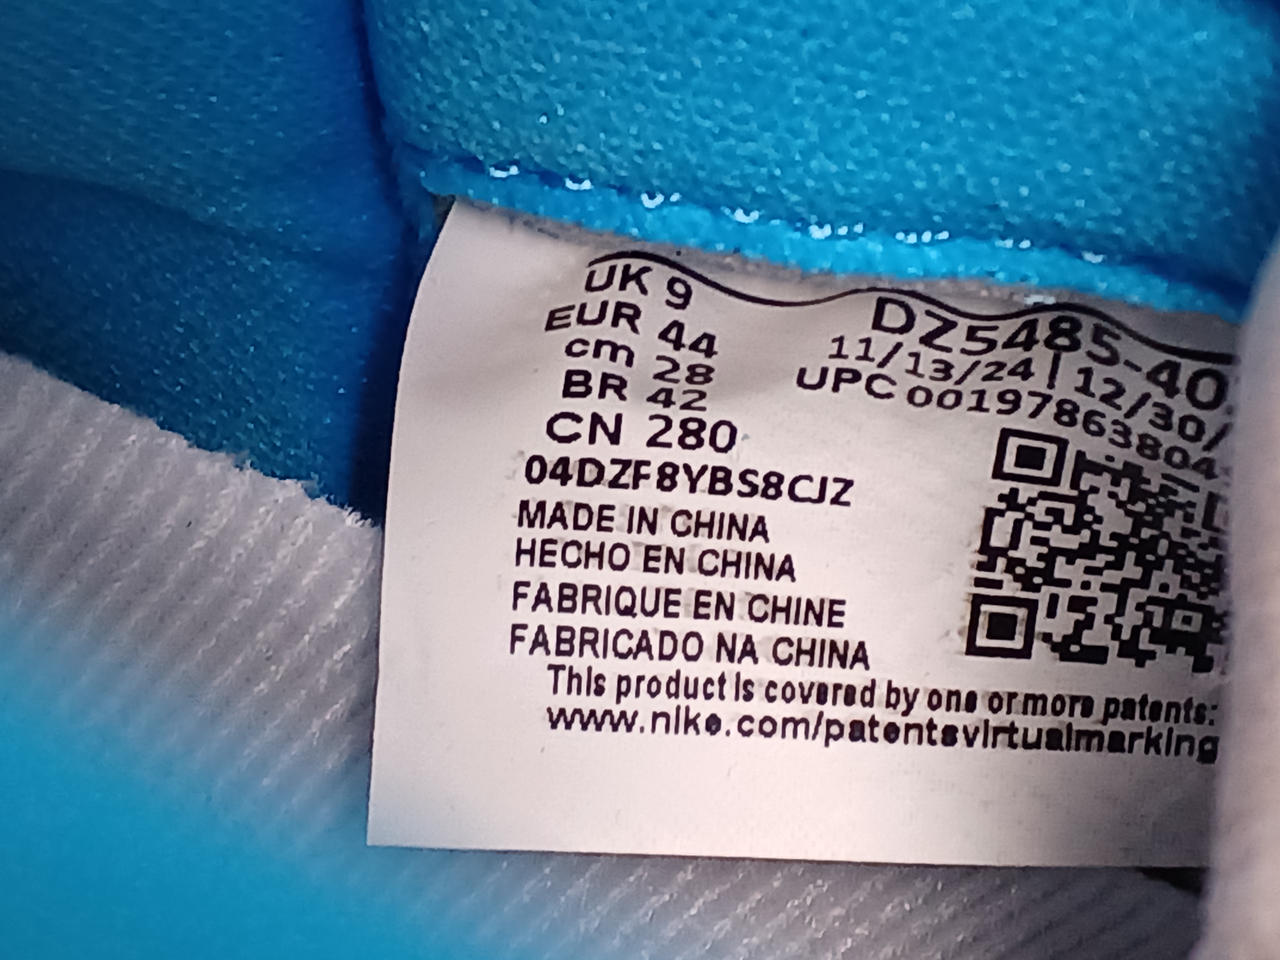 UK 9
EUR 44
cm 28
BR 42
CN 280
04DZF8YBS8CJZ
MADE IN CHINA
HECHO EN CHINA
FABRIQUE EN CHINE
FABRICADO NA CHINA
This product is covered by one or more patents:
www.nike.com/patentsvirtualmarking
DZ5485-40
11/13/24 | 12/30/
UPC 00197863804